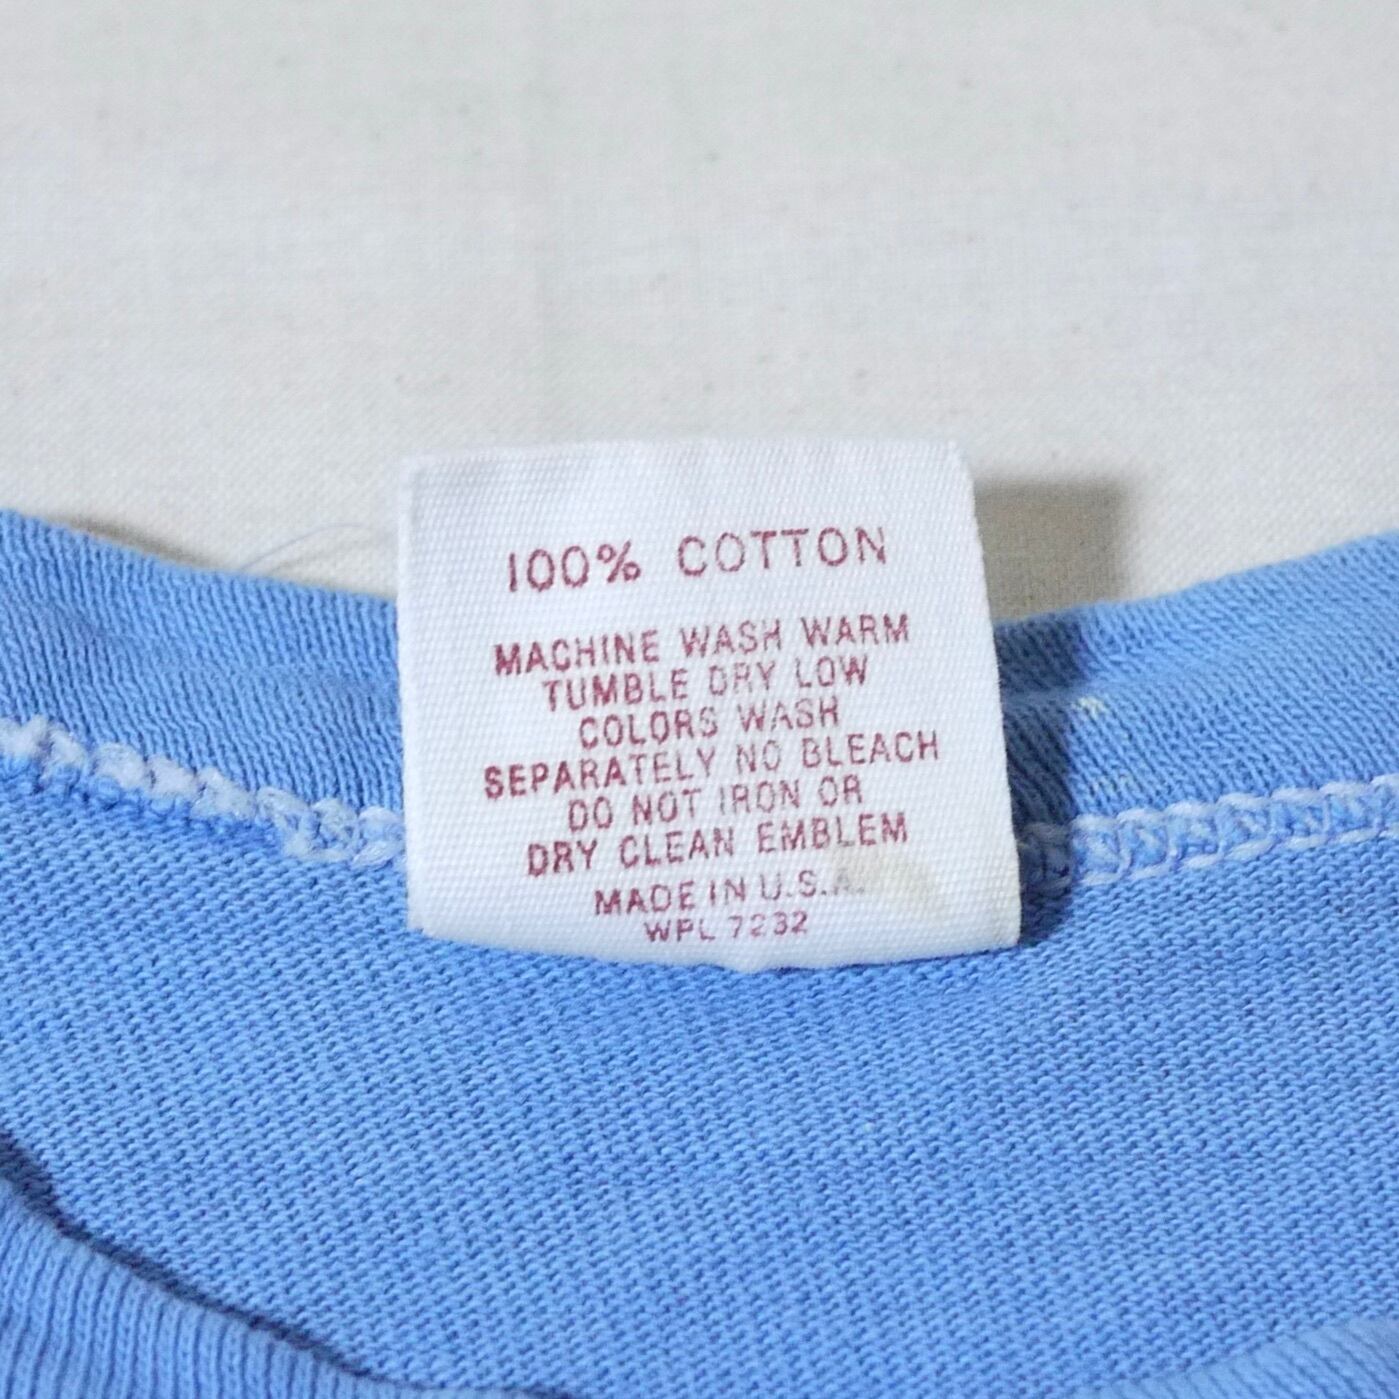 100% COTTON
MACHINE WASH WARM
TUMBLE DRY LOW
COLORS WASH
SEPARATELY NO BLEACH
DO NOT IRON OR
DRY CLEAN EMBLEM
MADE IN U.S.A.
WPL 7232